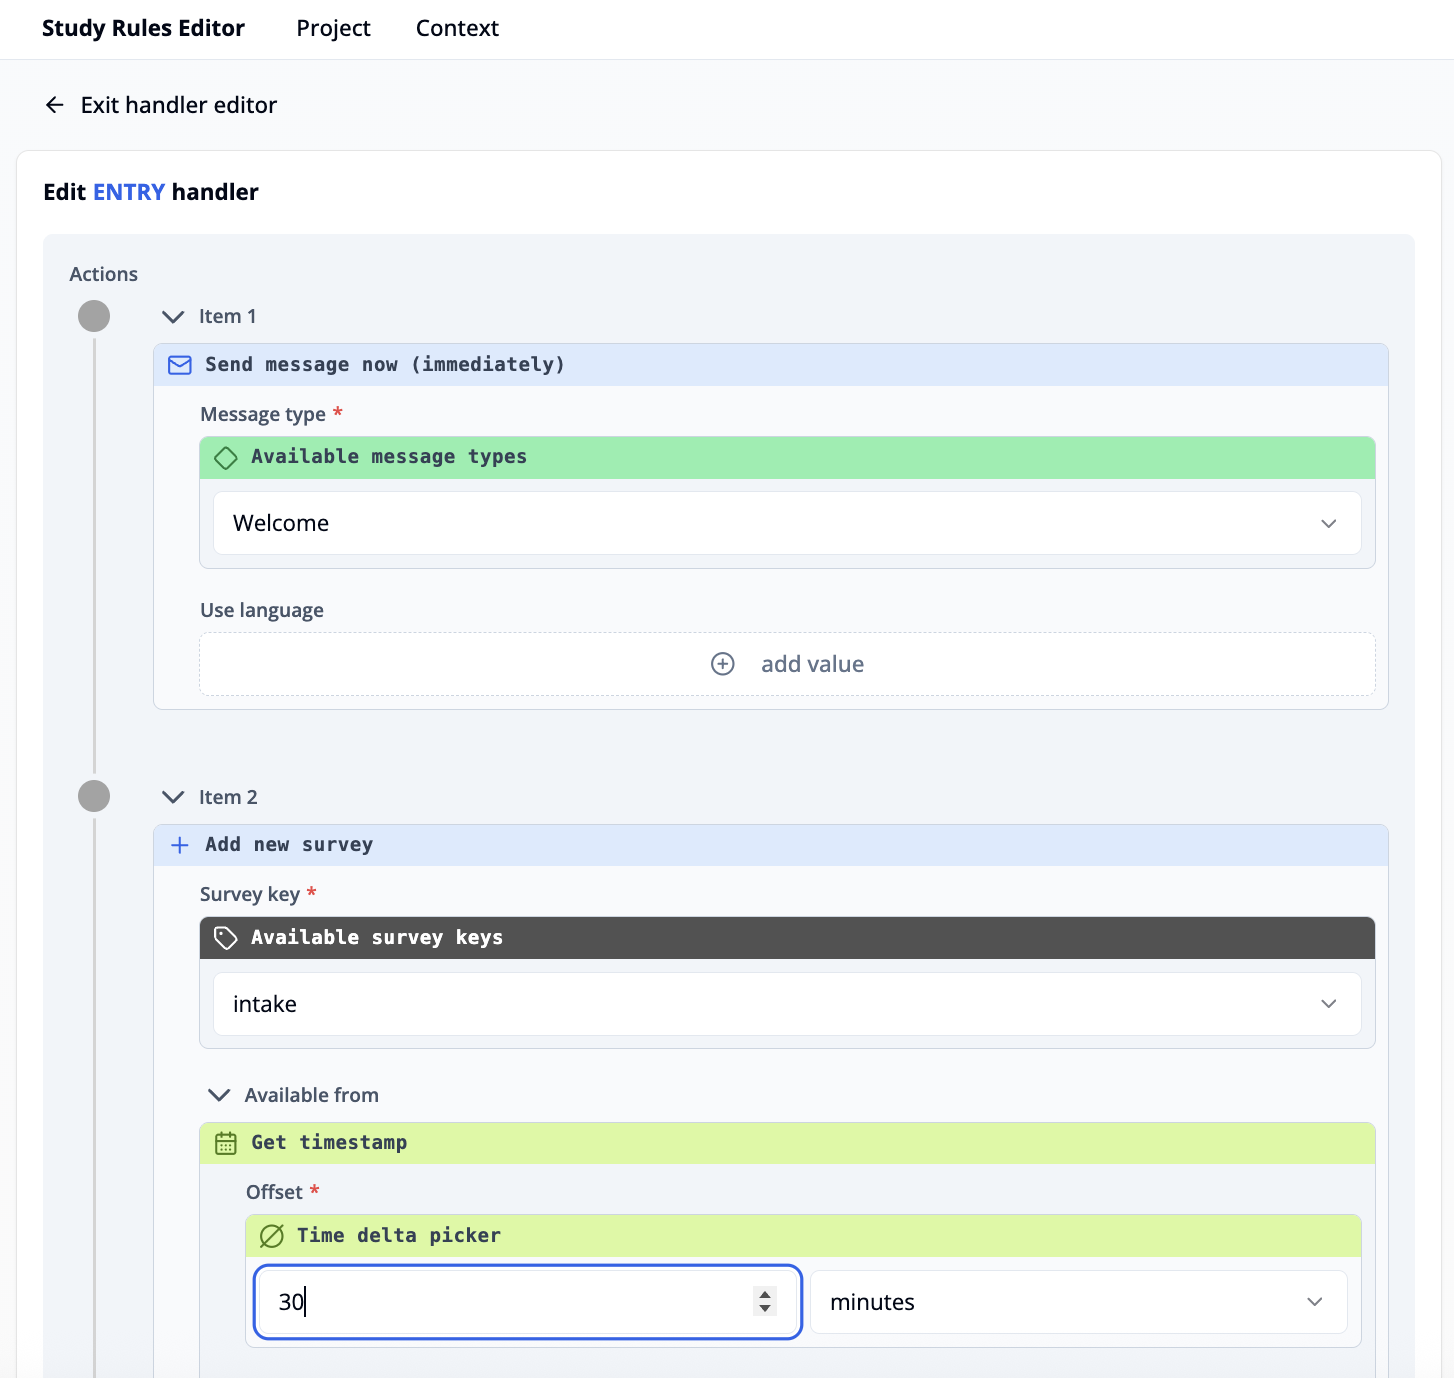 Study Rules Editor Project Context
Exit handler editor
Edit ENTRY handler
Actions
Item 1
Send message now (immediately)
Message type *
Available message types
Welcome
Use language
add value
Item 2
Add new survey
Survey key *
Available survey keys
intake
Available from
Get timestamp
Offset *
Time delta picker
30 minutes